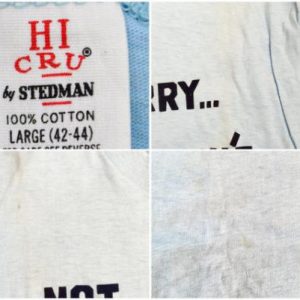 HI
CRU®
by STEDMAN
100% COTTON
LARGE (42-44)
RRY...
NOT